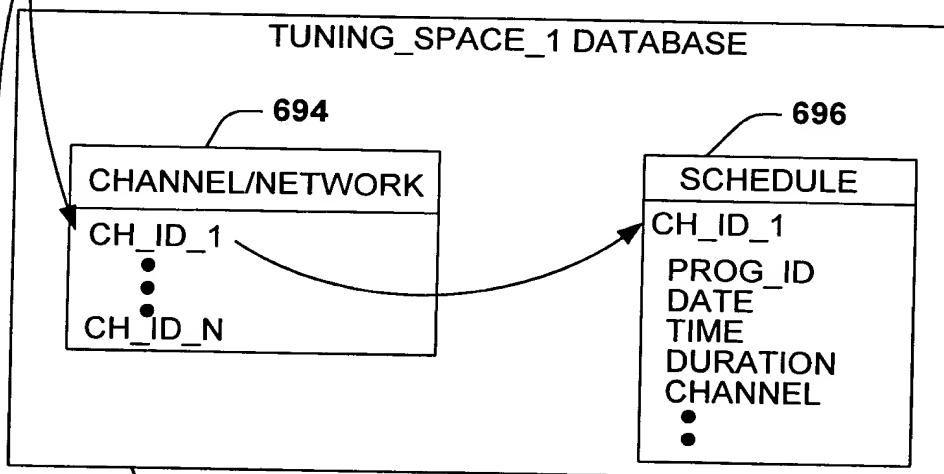 TUNING_SPACE_1 DATABASE
694
696
CHANNEL/NETWORK
CH_ID_1
CH_ID_N
SCHEDULE
CH_ID_1
PROG_ID
DATE
TIME
DURATION
CHANNEL